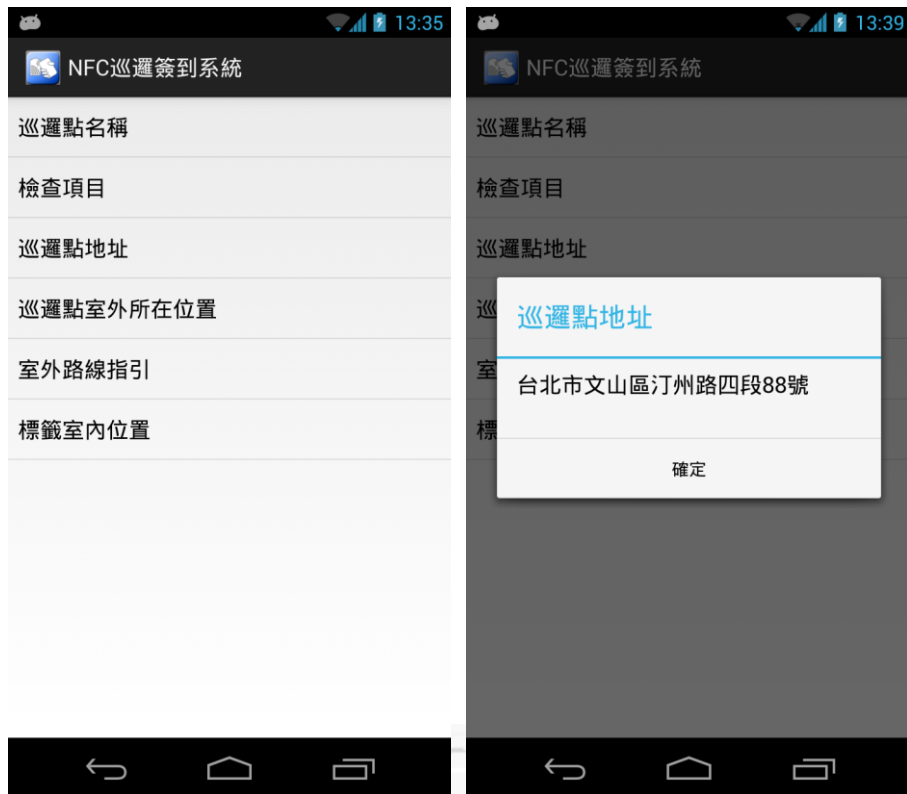 13:35
NFC巡邏簽到系統
巡邏點名稱
檢查項目
巡邏點地址
巡邏點室外所在位置
室外路線指引
標籤室內位置
13:39
NFC巡邏簽到系統
巡邏點名稱
檢查項目
巡邏點地址
巡
室
標
巡邏點地址
台北市文山區汀州路四段88號
確定